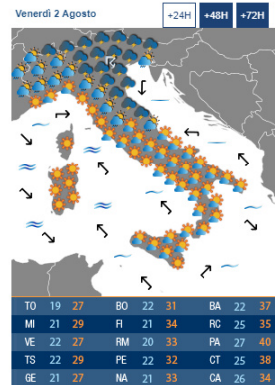 Venerdì 2 Agosto +24H +48H +72H
TO 19 27 BO 22 31 BA 22 37
MI 21 29 FI 21 34 RC 25 35
VE 22 27 RM 20 33 PA 27 40
TS 22 29 PE 22 32 CT 25 38
GE 21 27 NA 21 33 CA 26 34